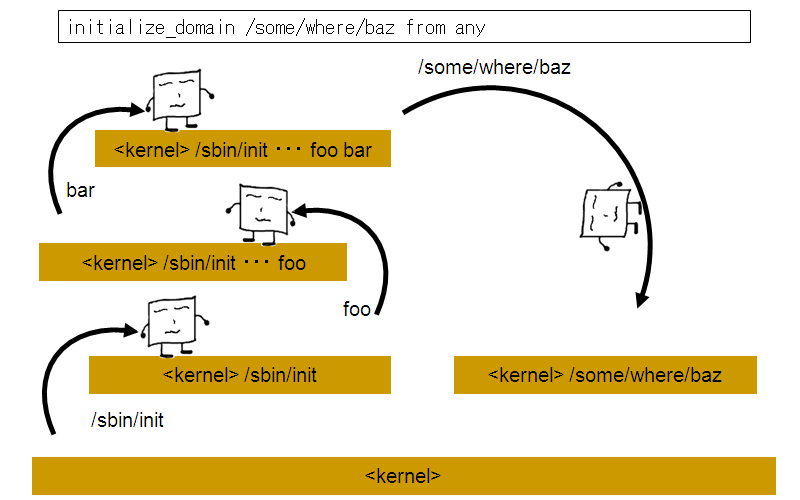 initialize_domain /some/where/baz from any
/some/where/baz
<kernel> /sbin/init ・・・ foo bar
bar
<kernel> /sbin/init ・・・ foo
foo
<kernel> /sbin/init
<kernel> /some/where/baz
/sbin/init
<kernel>